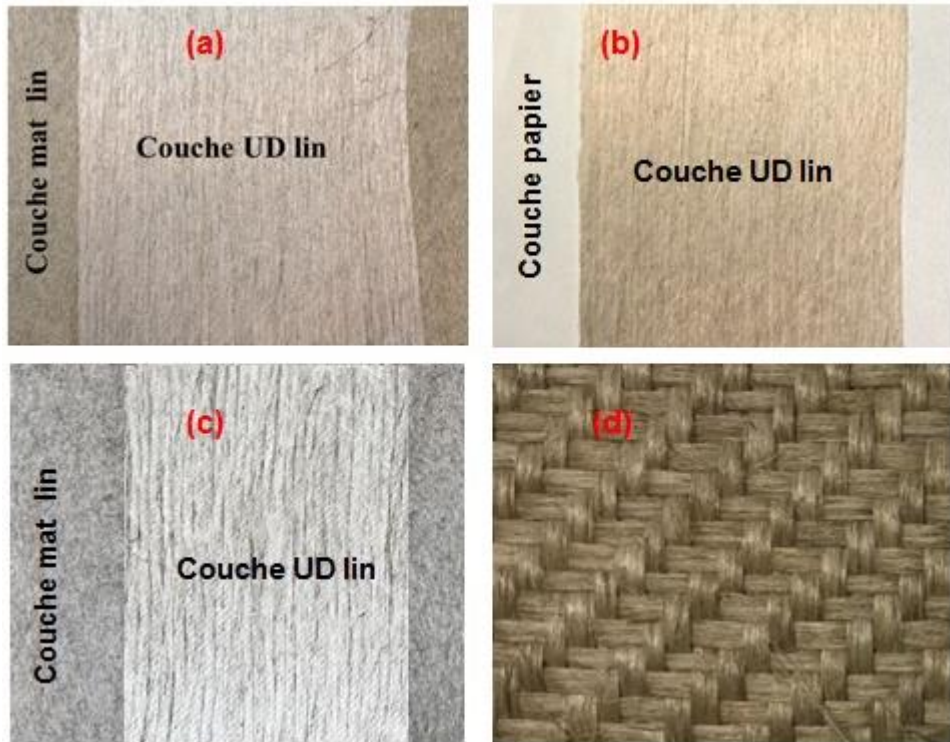 (a)
Couche mat lin
Couche UD lin
(b)
Couche papier
Couche UD lin
(c)
Couche mat lin
Couche UD lin
(d)